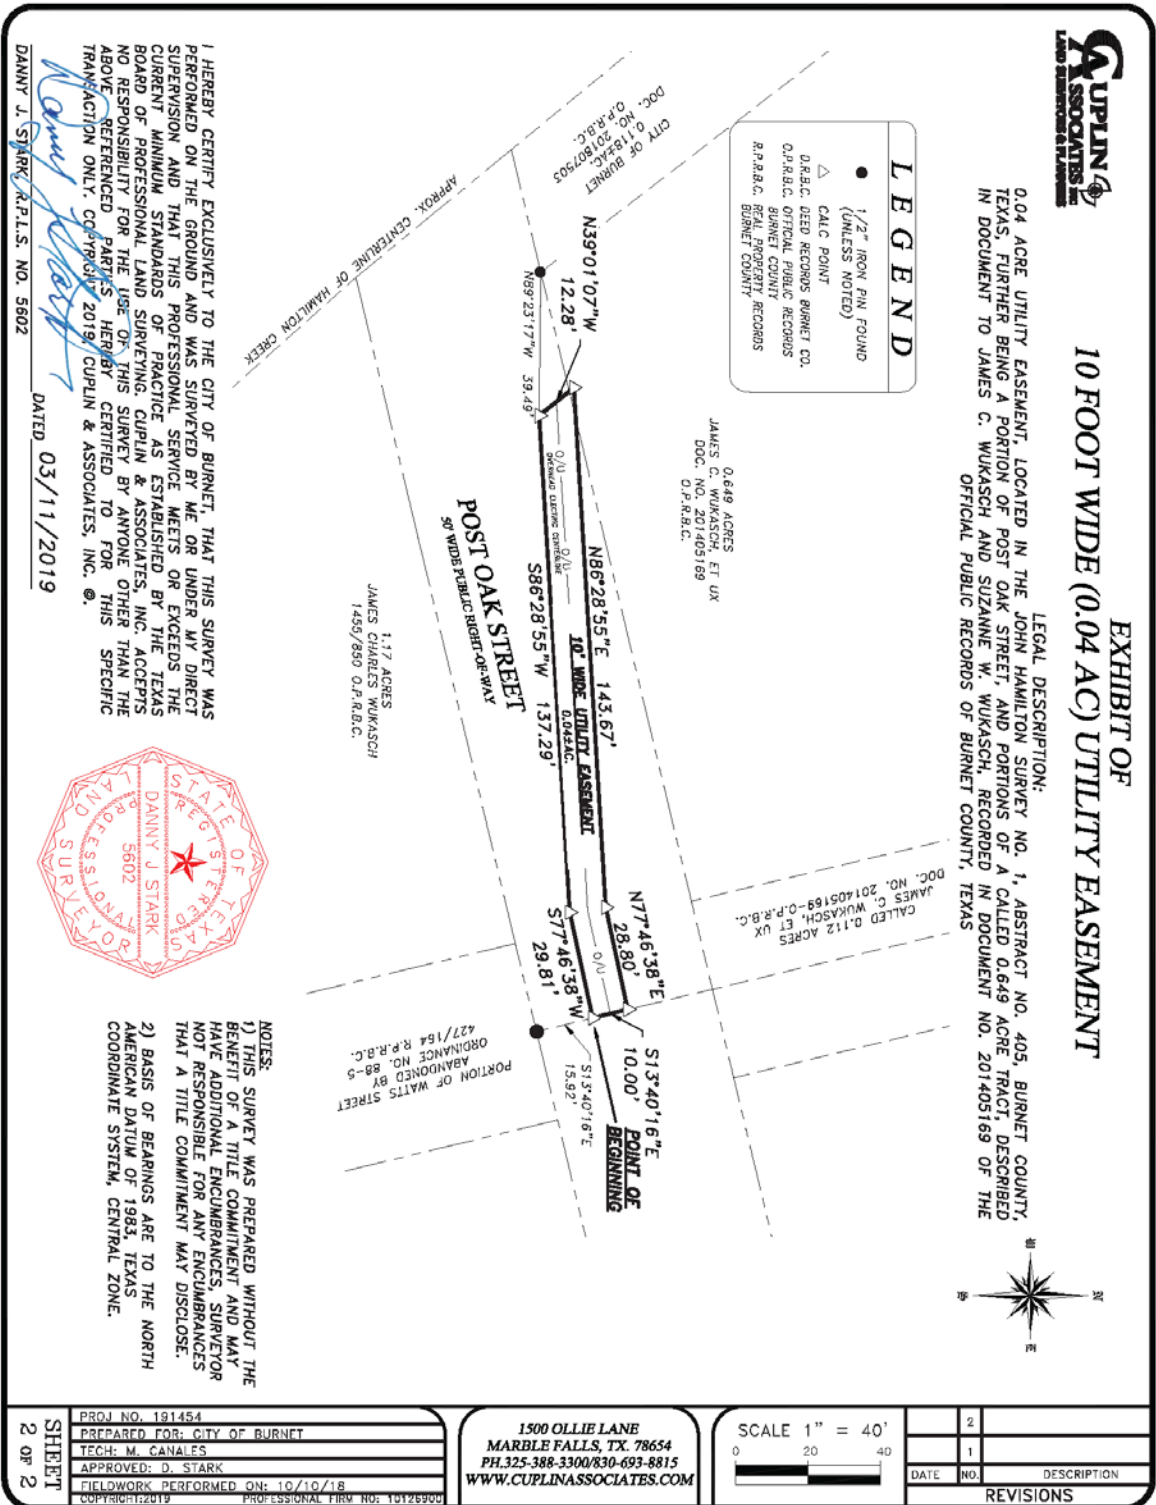 CUPLIN
ASSOCIATES INC
LAND SURVEYORS & PLANNERS
EXHIBIT OF
10 FOOT WIDE (0.04 AC) UTILITY EASEMENT
LEGAL DESCRIPTION:
0.04 ACRE UTILITY EASEMENT, LOCATED IN THE JOHN HAMILTON SURVEY NO. 1, ABSTRACT NO. 405, BURNET COUNTY,
TEXAS, FURTHER BEING A PORTION OF POST OAK STREET, AND PORTIONS OF A CALLED 0.649 ACRE TRACT, DESCRIBED
IN DOCUMENT TO JAMES C. WUKASCH AND SUZANNE W. WUKASCH, RECORDED IN DOCUMENT NO. 201405169 OF THE
OFFICIAL PUBLIC RECORDS OF BURNET COUNTY, TEXAS
LEGEND
1/2" IRON PIN FOUND
(UNLESS NOTED)
CALC POINT
D.R.B.C. DEED RECORDS BURNET CO.
O.P.R.B.C. OFFICIAL PUBLIC RECORDS
BURNET COUNTY
R.P.R.B.C. REAL PROPERTY RECORDS
BURNET COUNTY
N
W
E
S
0.649 ACRES
JAMES C. WUKASCH, ET UX
DOC. NO. 201405169
O.P.R.B.C.
CALLED 0.112 ACRES
JAMES C. WUKASCH, ET UX
DOC. NO. 201405169-O.P.R.B.C.
CITY OF BURNET
0.118±AC.
DOC. NO. 201807503
O.P.R.B.C.
N39°01'07"W
12.28'
N86°28'55"E 143.67'
N77°46'38"E
28.80'
S13°40'16"E
10.00'
POINT OF
BEGINNING
S13°40'16"E
15.92'
O/U
O/U
O/U
OVERHEAD ELECTRIC CENTERLINE
10' WIDE UTILITY EASEMENT
0.04±AC.
N89°23'17"W 39.49'
S86°28'55"W 137.29'
S77°46'38"W
29.81'
POST OAK STREET
50' WIDE PUBLIC RIGHT-OF-WAY
APPROX. CENTERLINE OF HAMILTON CREEK
1.17 ACRES
JAMES CHARLES WUKASCH
1455/850 O.P.R.B.C.
PORTION OF WATTS STREET
ABANDONED BY
ORDINANCE NO. 88-5
427/164 R.P.R.B.C.
I HEREBY CERTIFY EXCLUSIVELY TO THE CITY OF BURNET, THAT THIS SURVEY WAS
PERFORMED ON THE GROUND AND WAS SURVEYED BY ME OR UNDER MY DIRECT
SUPERVISION AND THAT THIS PROFESSIONAL SERVICE MEETS OR EXCEEDS THE
CURRENT MINIMUM STANDARDS OF PRACTICE AS ESTABLISHED BY THE TEXAS
BOARD OF PROFESSIONAL LAND SURVEYING. CUPLIN & ASSOCIATES, INC. ACCEPTS
NO RESPONSIBILITY FOR THE USE OF THIS SURVEY BY ANYONE OTHER THAN THE
ABOVE REFERENCED PARTIES HEREBY CERTIFIED TO FOR THIS SPECIFIC
TRANSACTION ONLY, COPYRIGHT 2019, CUPLIN & ASSOCIATES, INC. ©.
Danny J Stark
DANNY J. STARK, R.P.L.S. NO. 5602
DATED 03/11/2019
STATE OF TEXAS
REGISTERED
DANNY J STARK
5602
PROFESSIONAL
LAND SURVEYOR
NOTES:
1) THIS SURVEY WAS PREPARED WITHOUT THE
BENEFIT OF A TITLE COMMITMENT AND MAY
HAVE ADDITIONAL ENCUMBRANCES, SURVEYOR
NOT RESPONSIBLE FOR ANY ENCUMBRANCES
THAT A TITLE COMMITMENT MAY DISCLOSE.
2) BASIS OF BEARINGS ARE TO THE NORTH
AMERICAN DATUM OF 1983, TEXAS
COORDINATE SYSTEM, CENTRAL ZONE.
SHEET
2 OF 2
PROJ NO. 191454
PREPARED FOR: CITY OF BURNET
TECH: M. CANALES
APPROVED: D. STARK
FIELDWORK PERFORMED ON: 10/10/18
COPYRIGHT:2019 PROFESSIONAL FIRM NO: 10126900
1500 OLLIE LANE
MARBLE FALLS, TX. 78654
PH.325-388-3300/830-693-8815
WWW.CUPLINASSOCIATES.COM
SCALE 1" = 40'
0 20 40
2
1
DATE NO. DESCRIPTION
REVISIONS